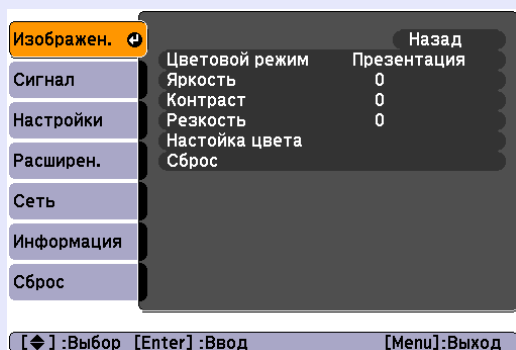 Изображен.
Назад
Цветовой режим Презентация
Яркость 0
Контраст 0
Резкость 0
Настойка цвета
Сброс
Сигнал
Настройки
Расширен.
Сеть
Информация
Сброс
[◆] :Выбор [Enter] :Ввод [Menu]:Выход